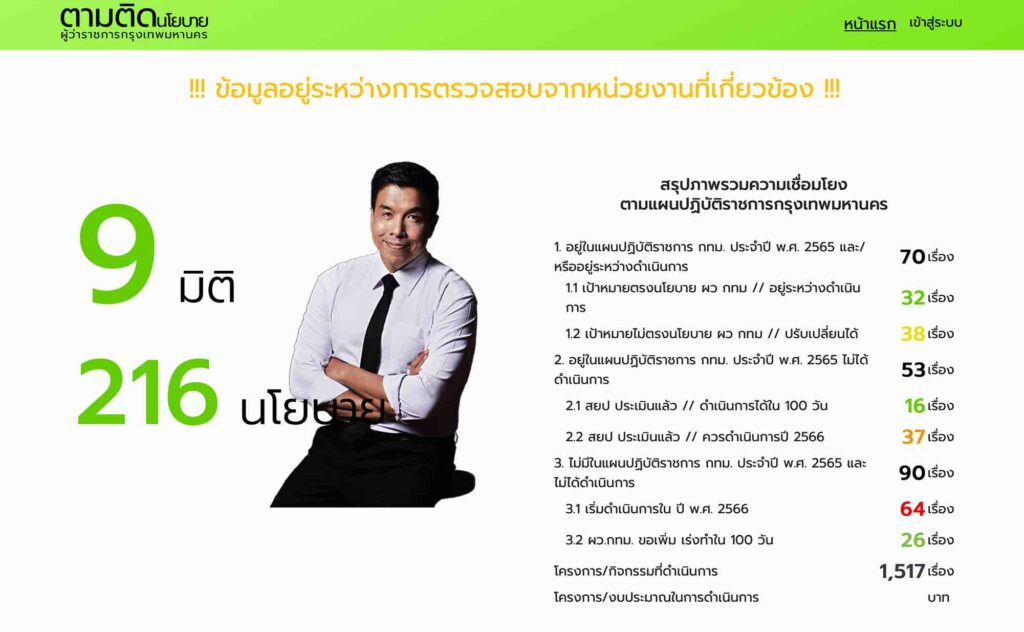 ตามติดนโยบาย
ผู้ว่าราชการกรุงเทพมหานคร
หน้าแรก
เข้าสู่ระบบ
!!! ข้อมูลอยู่ระหว่างการตรวจสอบจากหน่วยงานที่เกี่ยวข้อง !!!
9 มิติ
216 นโยบาย
สรุปภาพรวมความเชื่อมโยง
ตามแผนปฏิบัติราชการกรุงเทพมหานคร
1. อยู่ในแผนปฏิบัติราชการ กทม. ประจำปี พ.ศ. 2565 และ/
หรืออยู่ระหว่างดำเนินการ
70 เรื่อง
1.1 เป้าหมายตรงนโยบาย ผว กทม // อยู่ระหว่างดำเนิน
การ
32 เรื่อง
1.2 เป้าหมายไม่ตรงนโยบาย ผว กทม // ปรับเปลี่ยนได้
38 เรื่อง
2. อยู่ในแผนปฏิบัติราชการ กทม. ประจำปี พ.ศ. 2565 ไม่ได้
ดำเนินการ
53 เรื่อง
2.1 สยป ประเมินแล้ว // ดำเนินการได้ใน 100 วัน
16 เรื่อง
2.2 สยป ประเมินแล้ว // ควรดำเนินการปี 2566
37 เรื่อง
3. ไม่มีในแผนปฏิบัติราชการ กทม. ประจำปี พ.ศ. 2565 และ
ไม่ได้ดำเนินการ
90 เรื่อง
3.1 เริ่มดำเนินการใน ปี พ.ศ. 2566
64 เรื่อง
3.2 ผว.กทม. ขอเพิ่ม เร่งทำใน 100 วัน
26 เรื่อง
โครงการ/กิจกรรมที่ดำเนินการ
1,517 เรื่อง
โครงการ/งบประมาณในการดำเนินการ
บาท